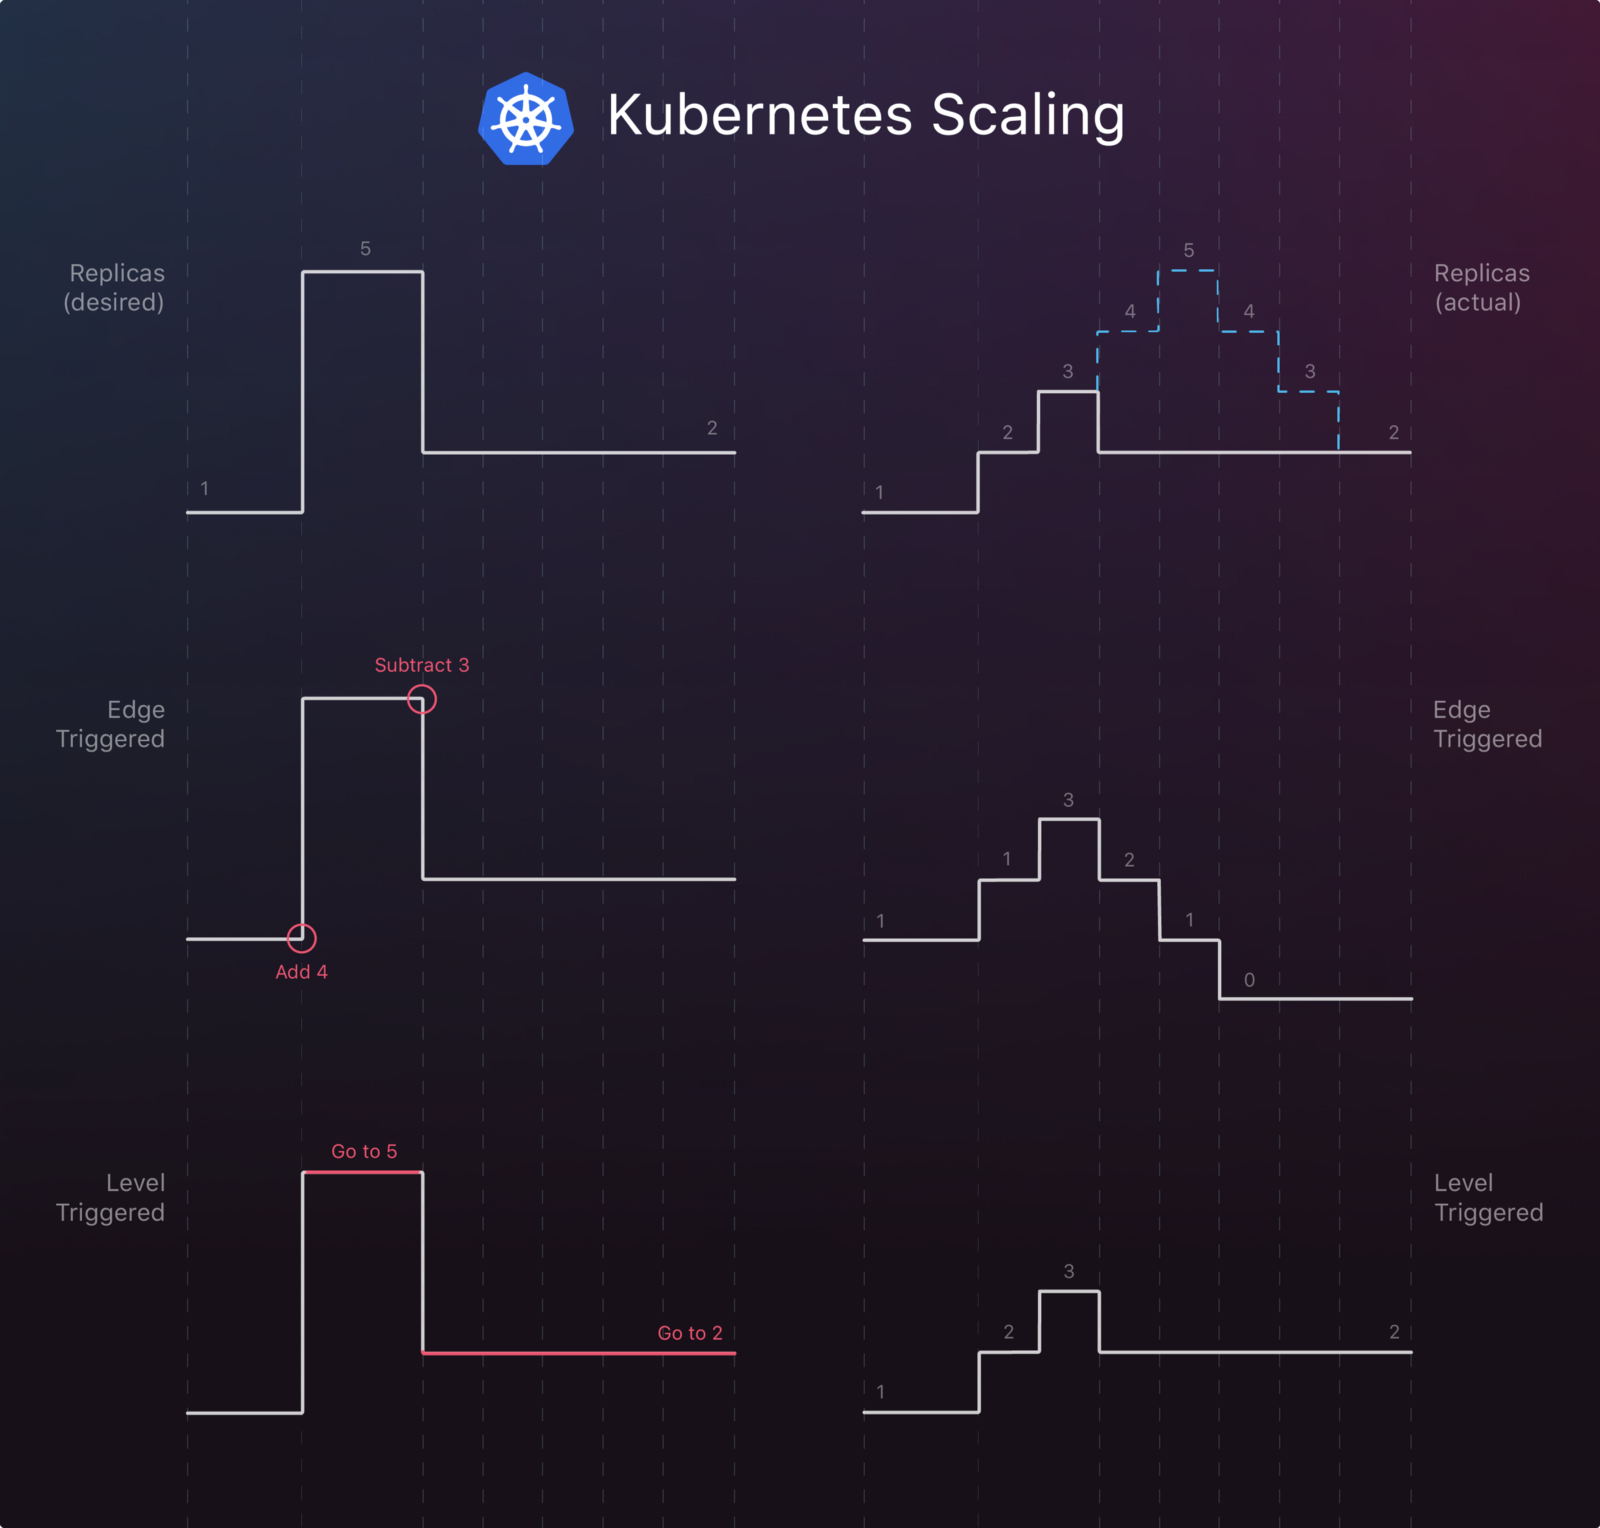 Kubernetes Scaling
Replicas
(desired)
1
5
2
1
2
3
4
5
4
3
2
Replicas
(actual)
Edge
Triggered
Subtract 3
Add 4
1
1
3
2
1
0
Edge
Triggered
Level
Triggered
Go to 5
Go to 2
1
2
3
2
Level
Triggered